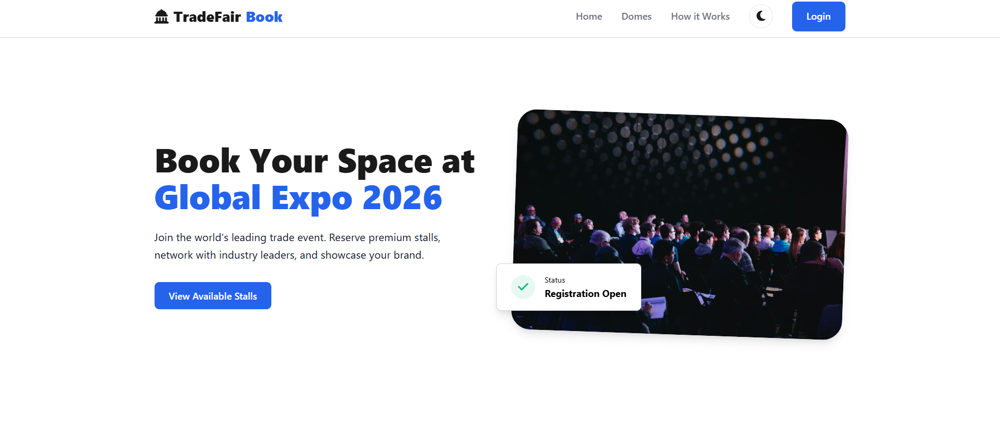 TradeFair Book
Home
Domes
How it Works
Login
Book Your Space at
Global Expo 2026
Join the world's leading trade event. Reserve premium stalls,
network with industry leaders, and showcase your brand.
View Available Stalls
Status
Registration Open